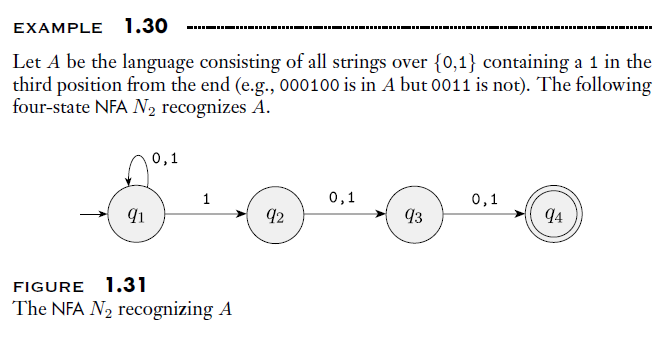 EXAMPLE 1.30
Let A be the language consisting of all strings over {0,1} containing a 1 in the
third position from the end (e.g., 000100 is in A but 0011 is not). The following
four-state NFA N₂ recognizes A.
0,1
1
0,1
0,1
q₁
q₂
q₃
q₄
FIGURE 1.31
The NFA N₂ recognizing A